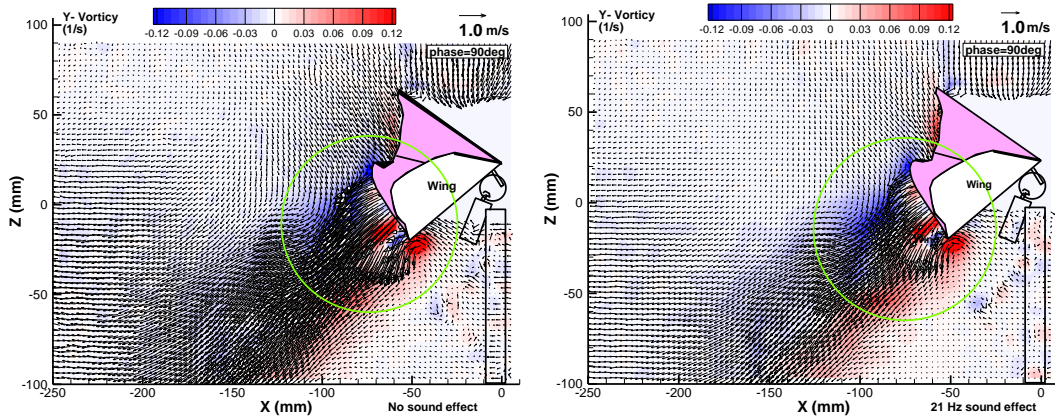 Y- Vorticy
(1/s)
-0.12 -0.09 -0.06 -0.03 0 0.03 0.06 0.09 0.12
1.0 m/s
phase=90deg
Wing
100
50
0
-50
-100
Z (mm)
-250 -200 -150 -100 -50 0
X (mm)
No sound effect
Y- Vorticy
(1/s)
-0.12 -0.09 -0.06 -0.03 0 0.03 0.06 0.09 0.12
1.0 m/s
phase=90deg
Wing
100
50
0
-50
-100
Z (mm)
-250 -200 -150 -100 -50 0
X (mm)
21 Hz sound effect